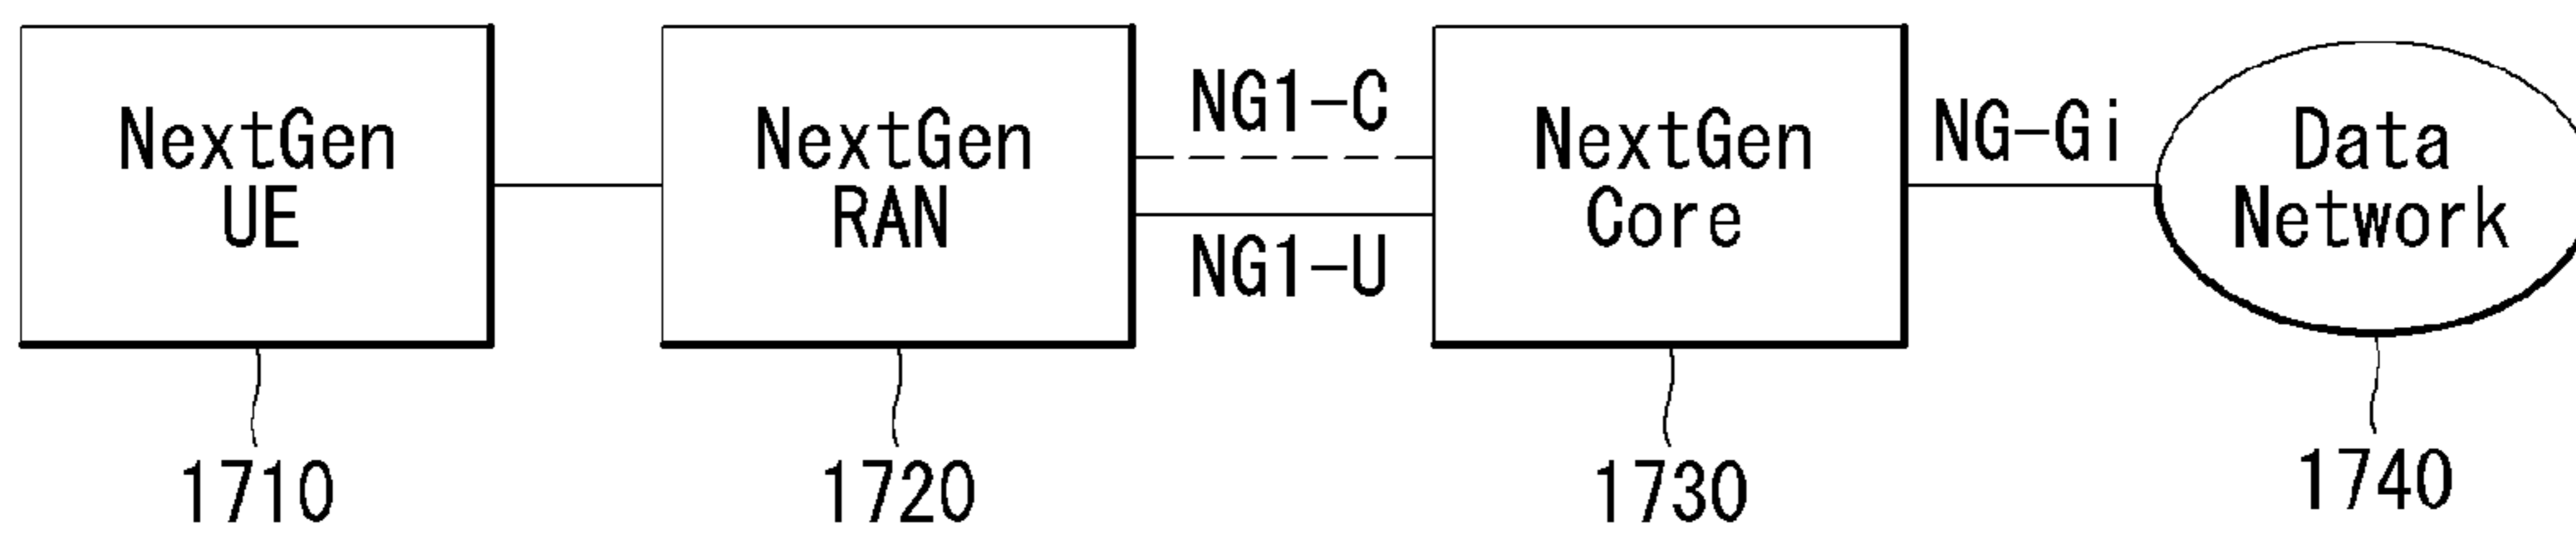 NextGen
UE
NextGen
RAN
NG1-C
NG1-U
NextGen
Core
NG-Gi
Data
Network
1710
1720
1730
1740